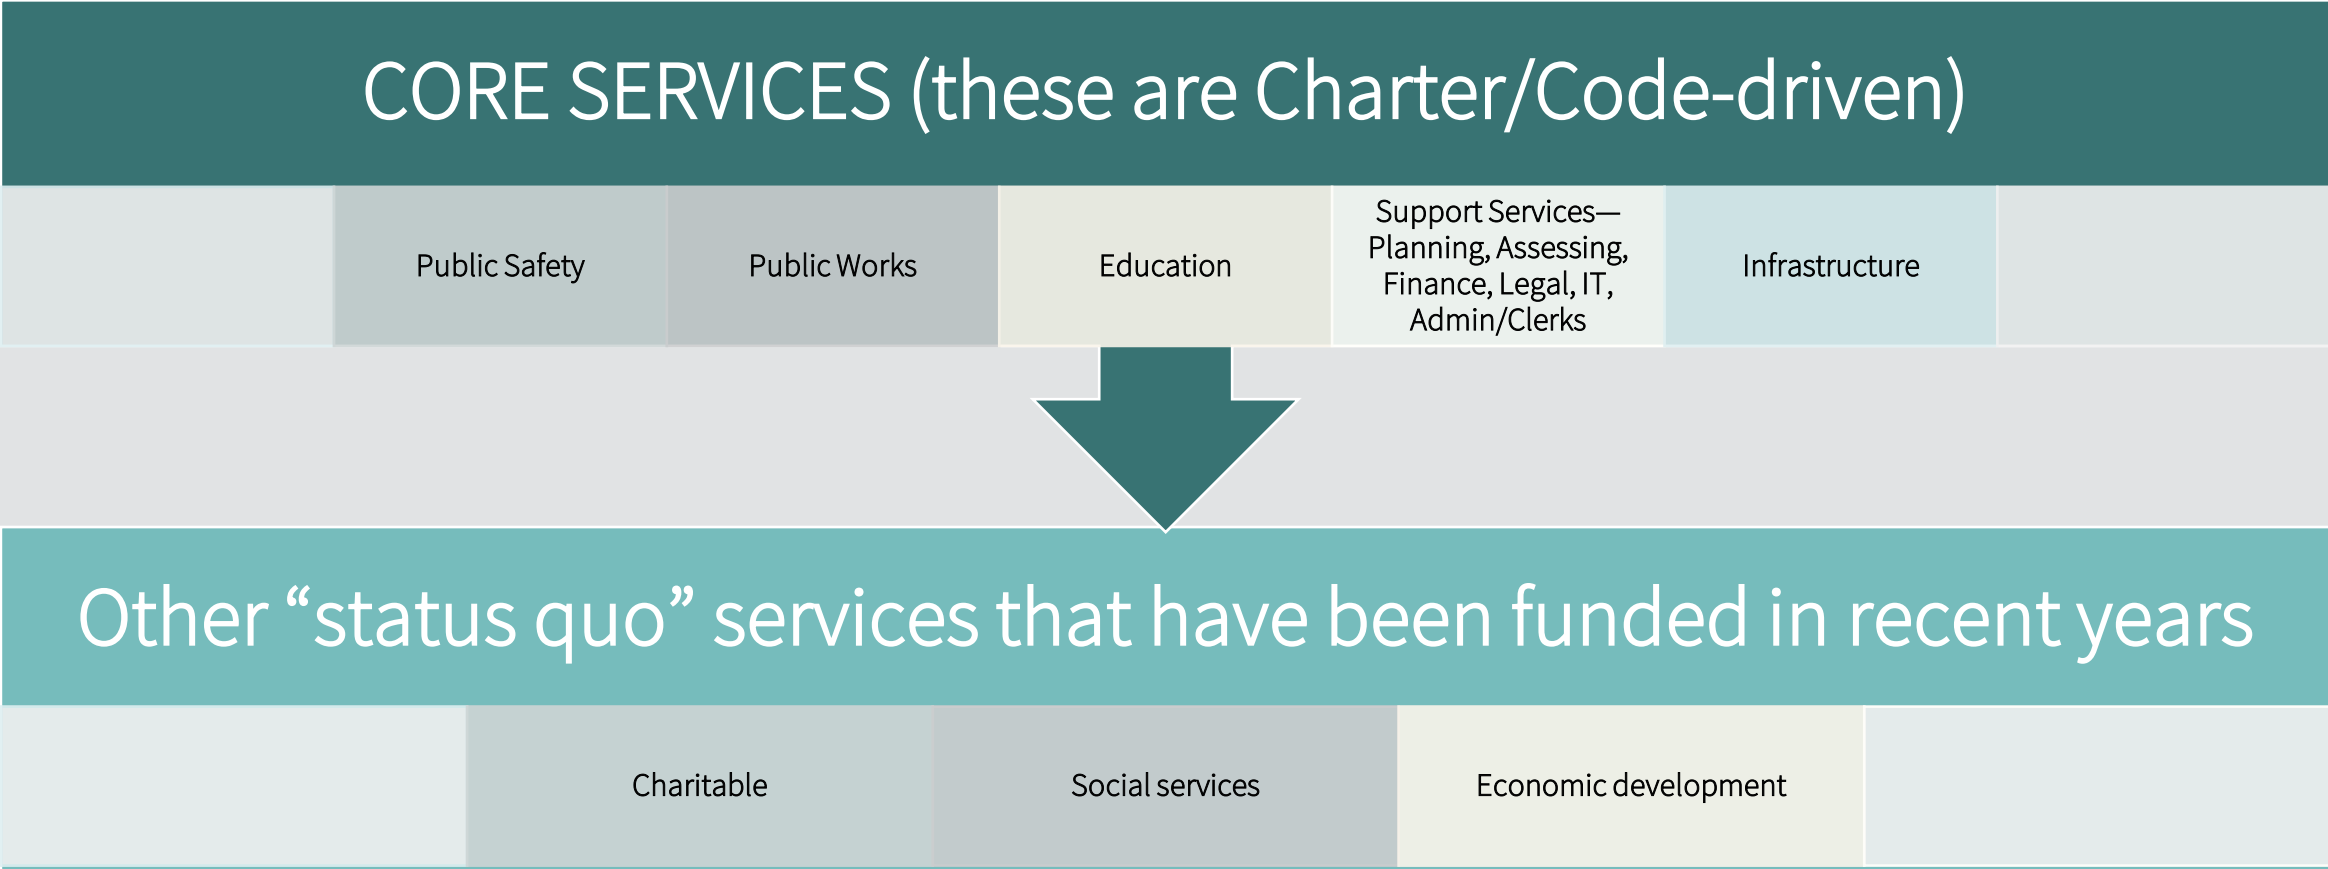 CORE SERVICES (these are Charter/Code-driven)
Public Safety
Public Works
Education
Support Services—
Planning, Assessing,
Finance, Legal, IT,
Admin/Clerks
Infrastructure
Other “status quo” services that have been funded in recent years
Charitable
Social services
Economic development